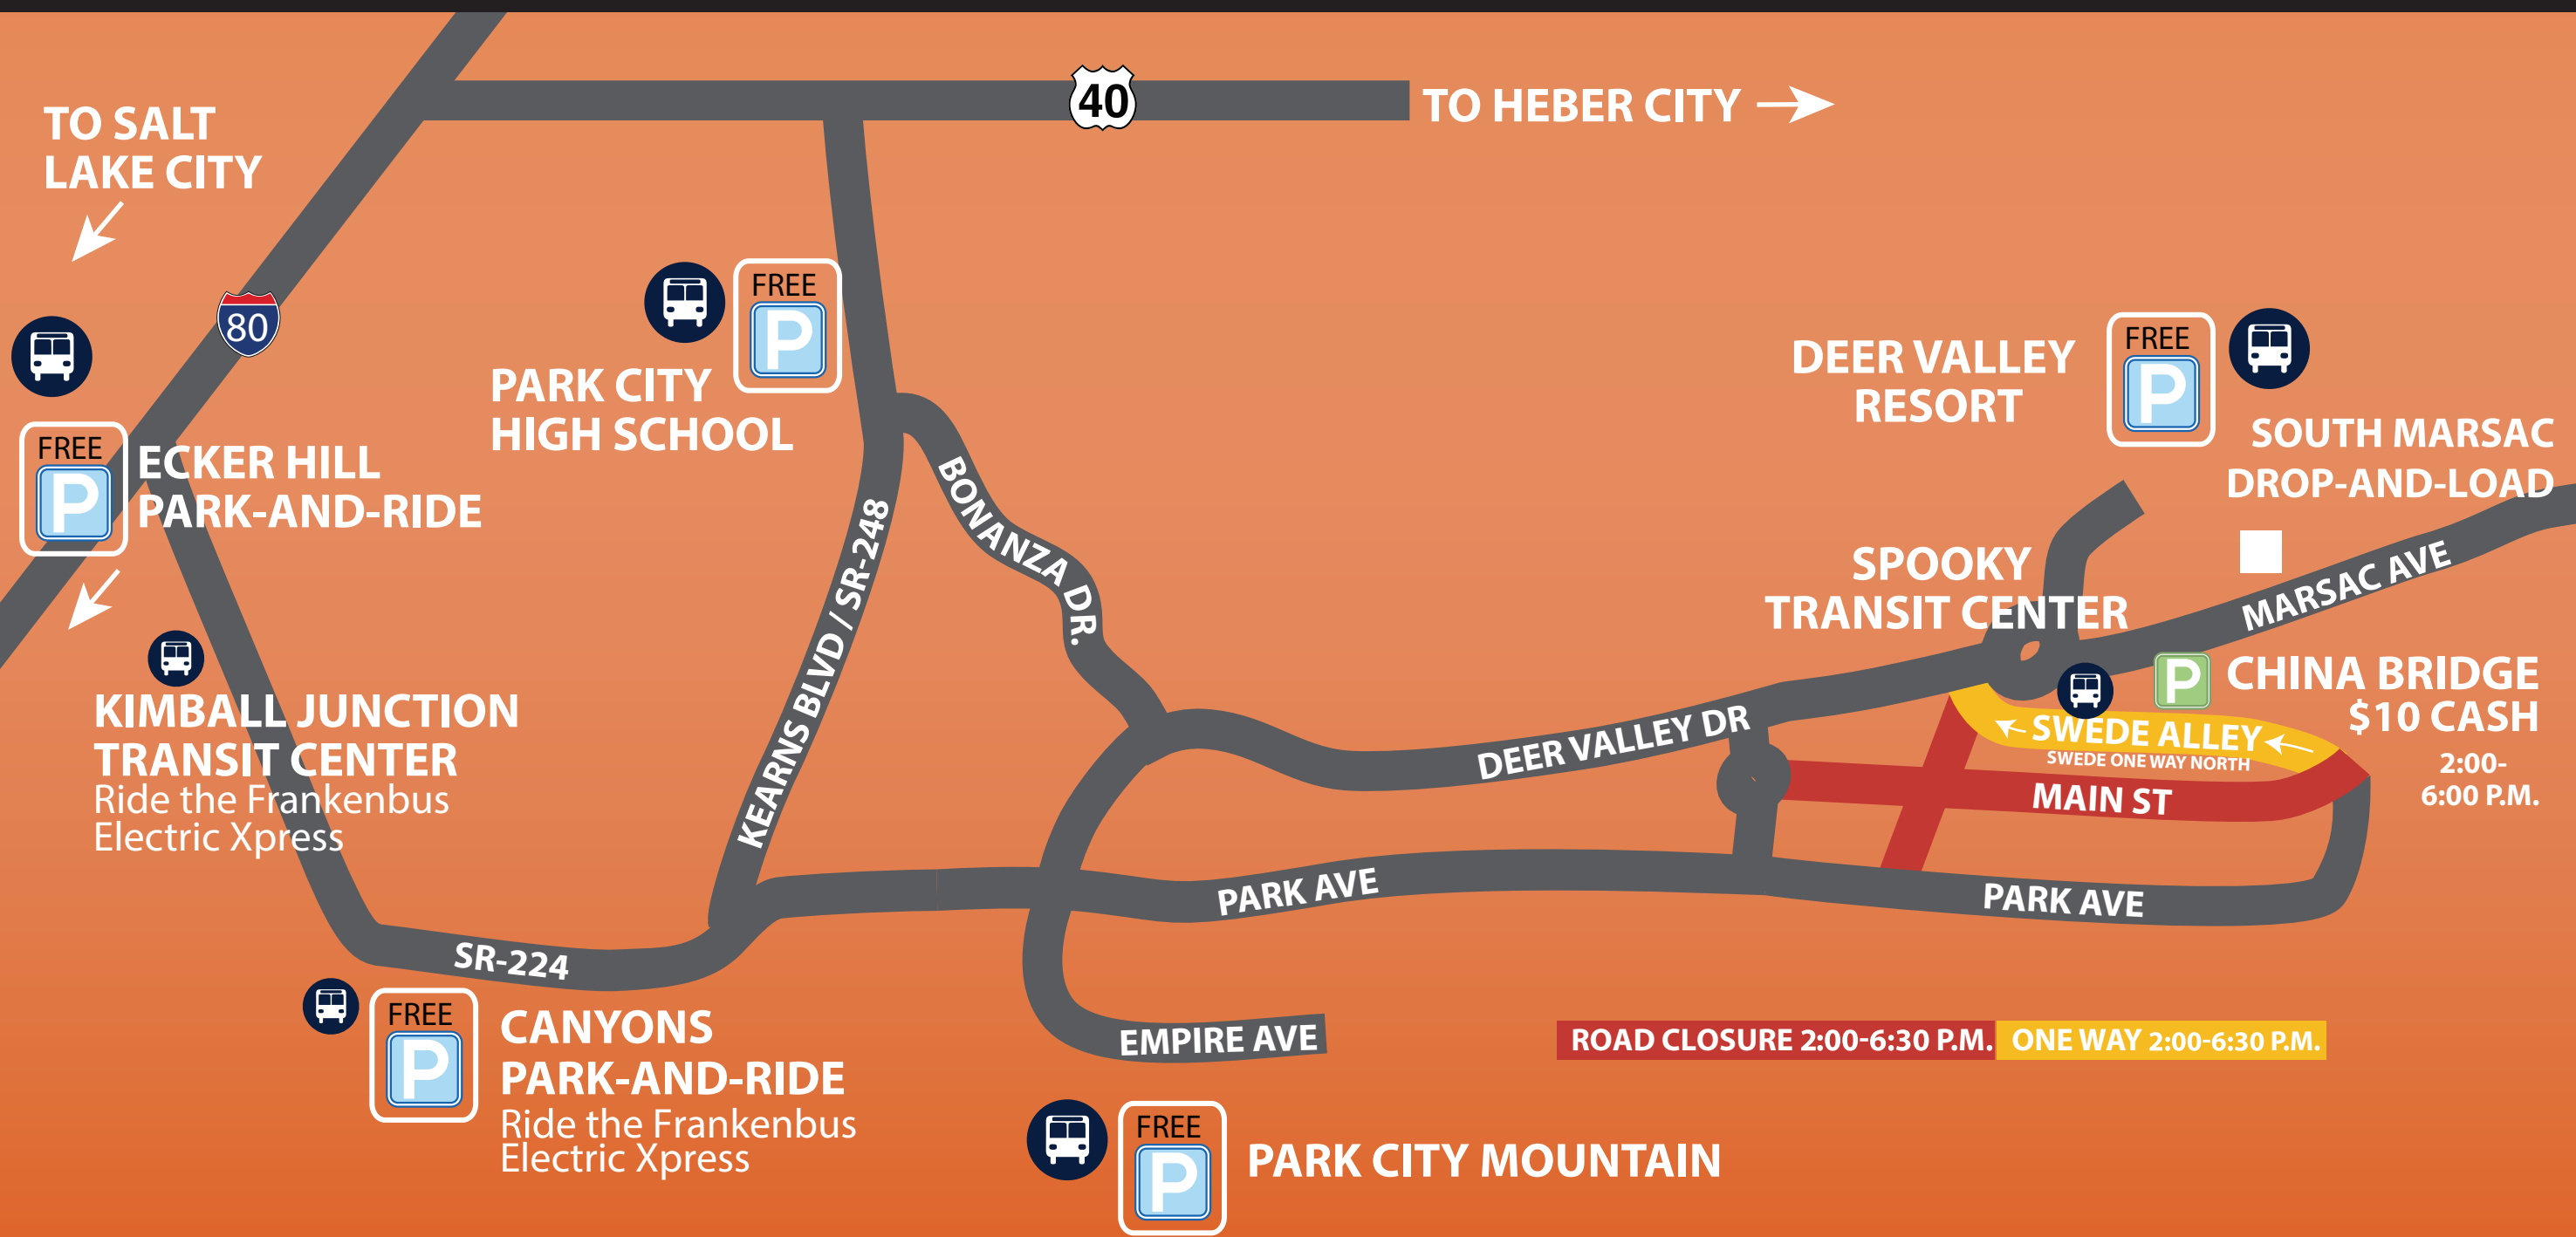 40
TO HEBER CITY
TO SALT
LAKE CITY
80
FREE
P
PARK CITY
HIGH SCHOOL
FREE
P
DEER VALLEY
RESORT
SOUTH MARSAC
DROP-AND-LOAD
FREE
P
ECKER HILL
PARK-AND-RIDE
BONANZA DR.
KEARNS BLVD / SR-248
SPOOKY
TRANSIT CENTER
MARSAC AVE
KIMBALL JUNCTION
TRANSIT CENTER
Ride the Frankenbus
Electric Xpress
P
CHINA BRIDGE
$10 CASH
2:00-
6:00 P.M.
DEER VALLEY DR
SWEDE ALLEY
SWEDE ONE WAY NORTH
MAIN ST
PARK AVE
PARK AVE
SR-224
FREE
P
CANYONS
PARK-AND-RIDE
Ride the Frankenbus
Electric Xpress
EMPIRE AVE
ROAD CLOSURE 2:00-6:30 P.M.
ONE WAY 2:00-6:30 P.M.
FREE
P
PARK CITY MOUNTAIN